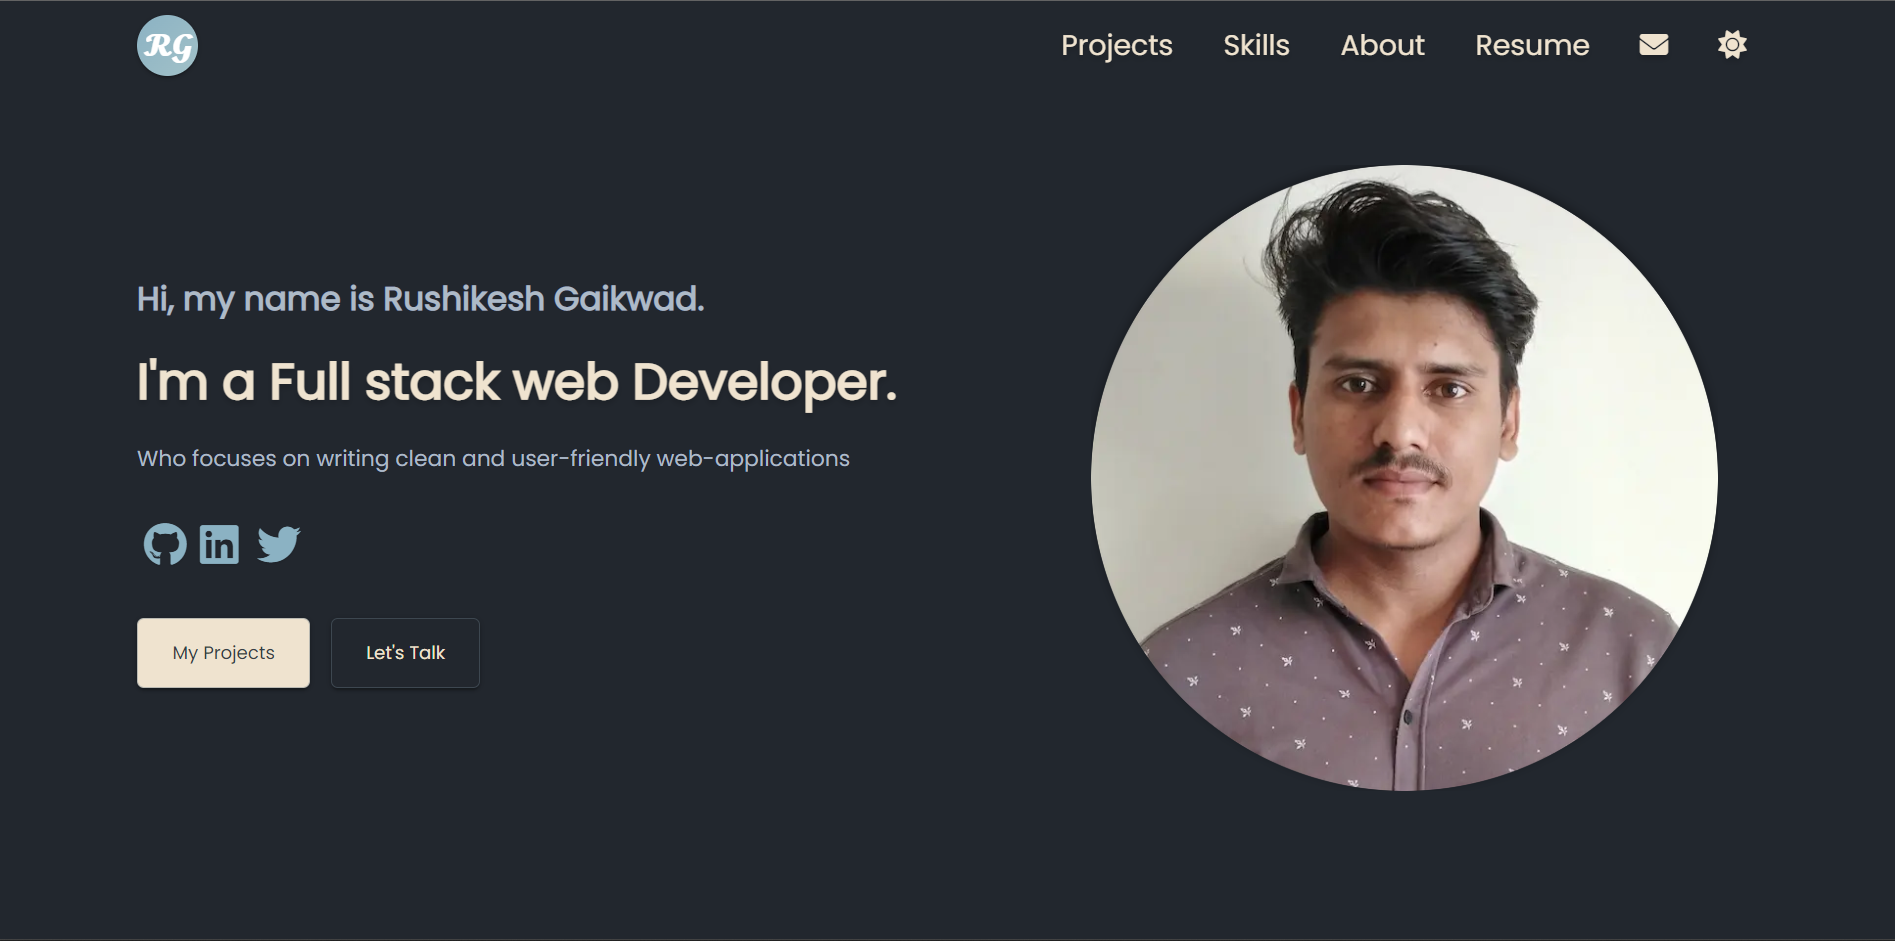 RG
Projects Skills About Resume
Hi, my name is Rushikesh Gaikwad.
I'm a Full stack web Developer.
Who focuses on writing clean and user-friendly web-applications
in
My Projects Let's Talk